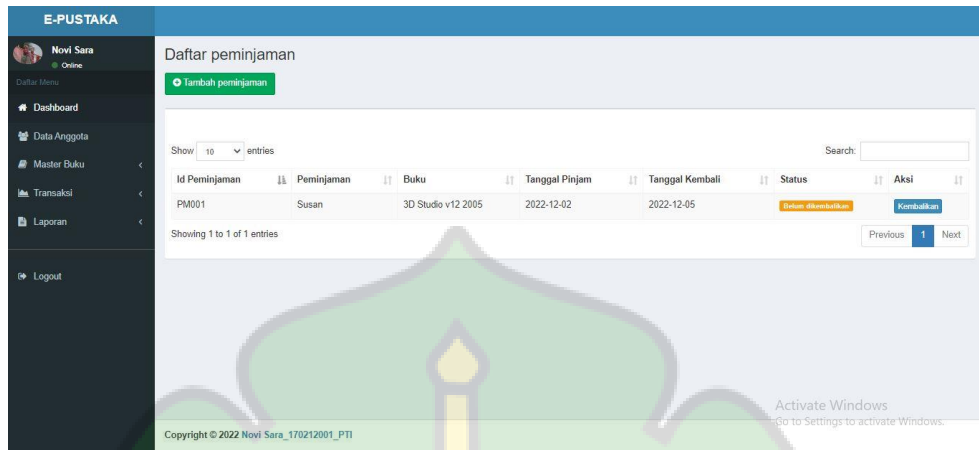 E-PUSTAKA
Novi Sara
Online
Daftar Menu
Dashboard
Data Anggota
Master Buku
Transaksi
Laporan
Logout
Daftar peminjaman
Tambah peminjaman
Show 10 entries
Search:
Id Peminjaman Peminjaman Buku Tanggal Pinjam Tanggal Kembali Status Aksi
PM001 Susan 3D Studio v12 2005 2022-12-02 2022-12-05 Belum dikembalikan Kembalikan
Showing 1 to 1 of 1 entries
Previous 1 Next
Activate Windows
Go to Settings to activate Windows.
Copyright © 2022 Novi Sara_170212001_PTI